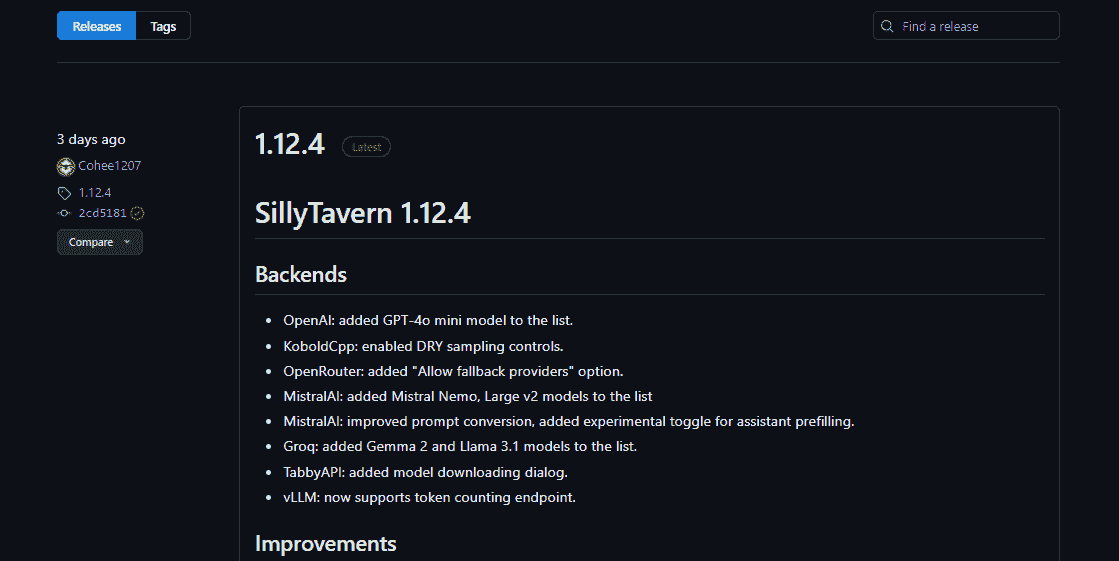 Releases Tags Find a release
3 days ago
Cohee1207
1.12.4
2cd5181
Compare
1.12.4 Latest
SillyTavern 1.12.4
Backends
OpenAI: added GPT-4o mini model to the list.
KoboldCpp: enabled DRY sampling controls.
OpenRouter: added "Allow fallback providers" option.
MistralAI: added Mistral Nemo, Large v2 models to the list
MistralAI: improved prompt conversion, added experimental toggle for assistant prefilling.
Groq: added Gemma 2 and Llama 3.1 models to the list.
TabbyAPI: added model downloading dialog.
vLLM: now supports token counting endpoint.
Improvements